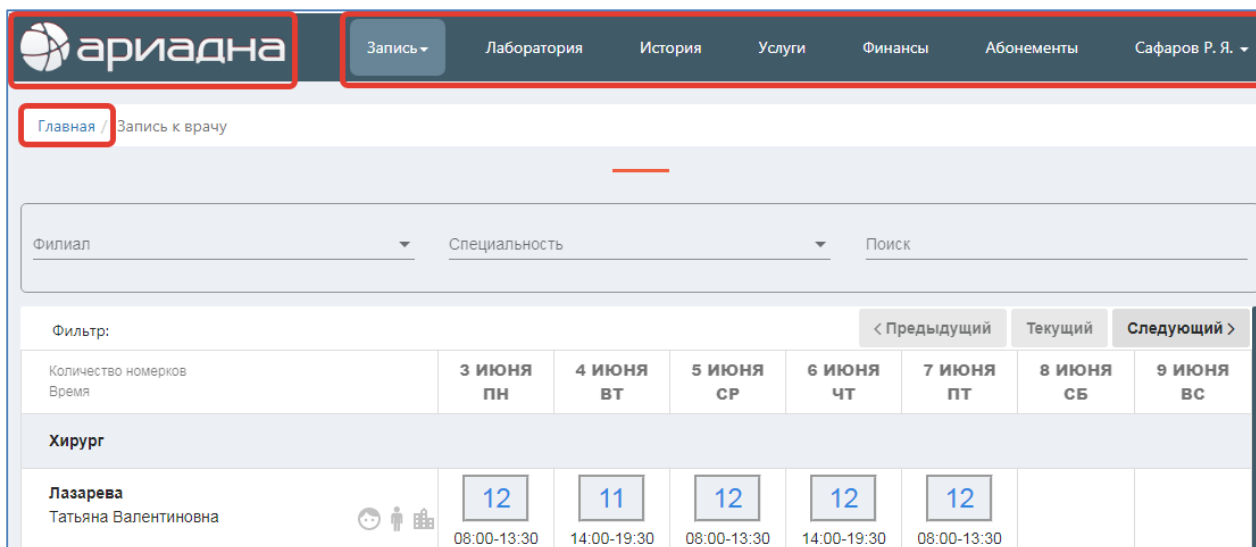 ариадна
Запись Лаборатория История Услуги Финансы Абонементы Сафаров Р. Я.
Главная / Запись к врачу
Филиал Специальность Поиск
Фильтр: < Предыдущий Текущий Следующий >
Количество номерков
Время
3 ИЮНЯ 4 ИЮНЯ 5 ИЮНЯ 6 ИЮНЯ 7 ИЮНЯ 8 ИЮНЯ 9 ИЮНЯ
ПН ВТ СР ЧТ ПТ СБ ВС
Хирург
Лазарева
Татьяна Валентиновна
12 11 12 12 12
08:00-13:30 14:00-19:30 08:00-13:30 14:00-19:30 08:00-13:30